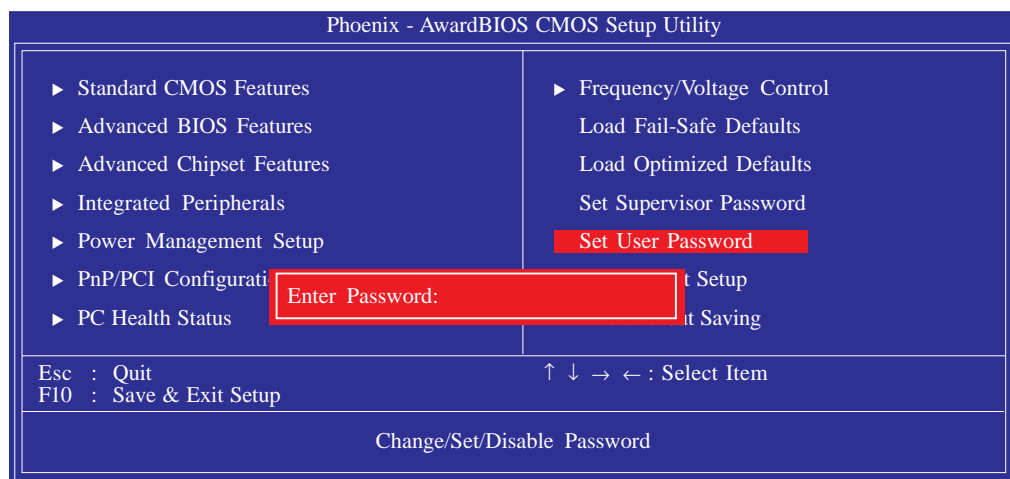 Phoenix - AwardBIOS CMOS Setup Utility
▶ Standard CMOS Features
▶ Advanced BIOS Features
▶ Advanced Chipset Features
▶ Integrated Peripherals
▶ Power Management Setup
▶ PnP/PCI Configurati
▶ PC Health Status
▶ Frequency/Voltage Control
Load Fail-Safe Defaults
Load Optimized Defaults
Set Supervisor Password
Set User Password
t Setup
ut Saving
Enter Password:
Esc : Quit
F10 : Save & Exit Setup
↑ ↓ → ← : Select Item
Change/Set/Disable Password